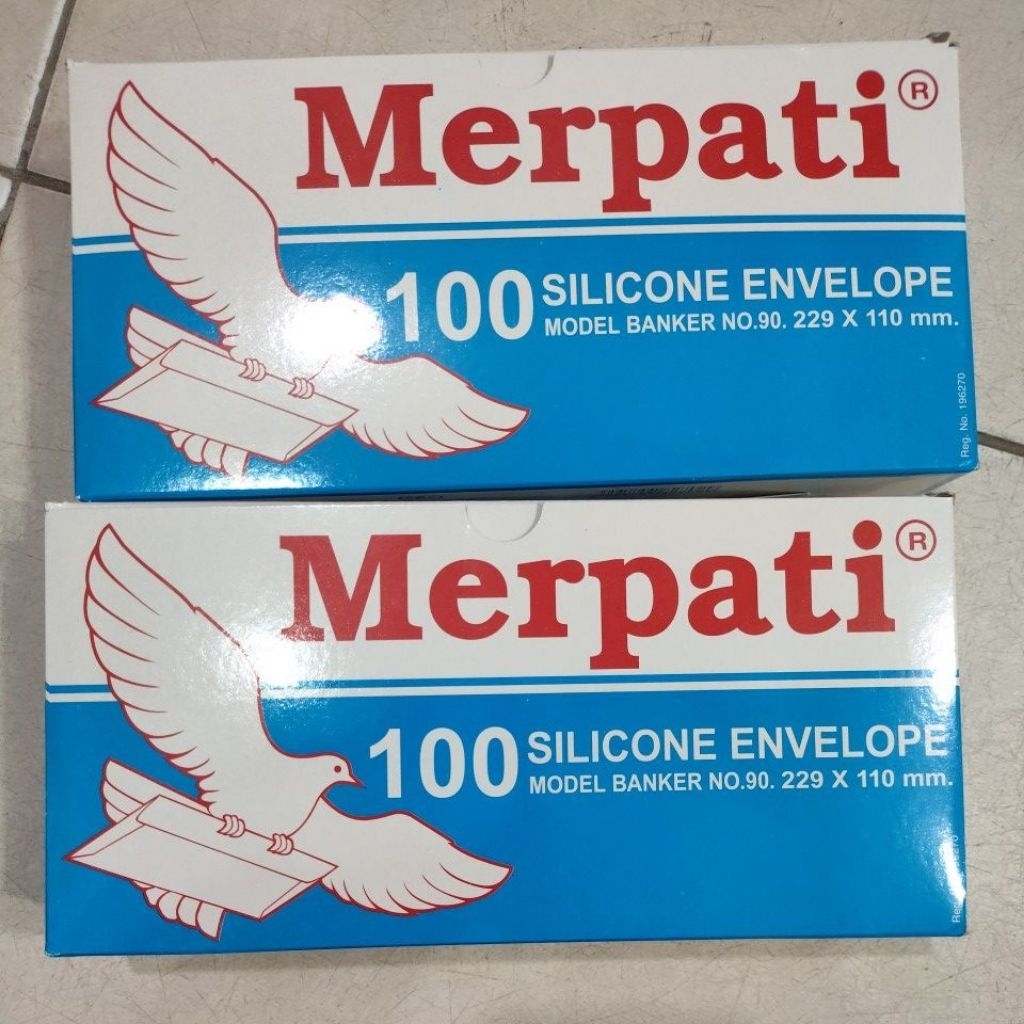 Merpati®
100 SILICONE ENVELOPE
MODEL BANKER NO.90. 229 X 110 mm.
Reg. No. 196270
Merpati®
100 SILICONE ENVELOPE
MODEL BANKER NO.90. 229 X 110 mm.